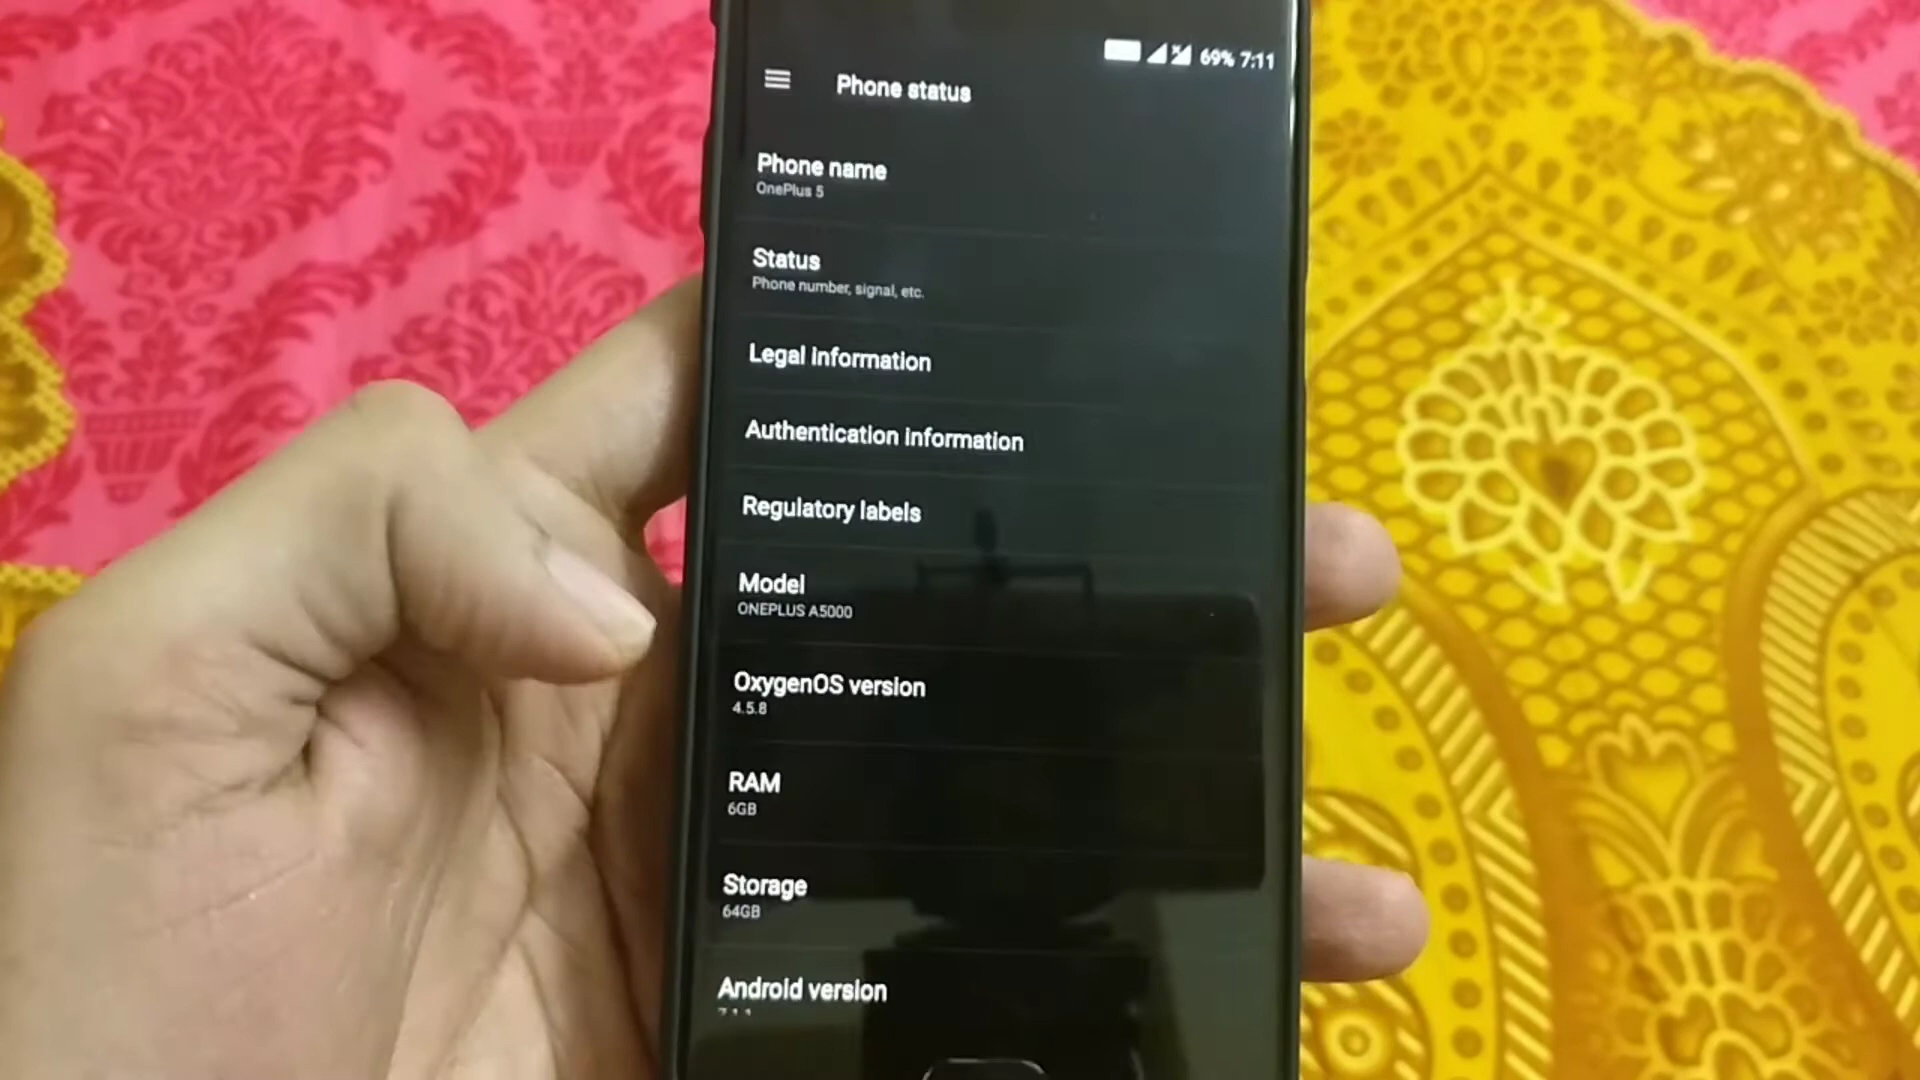 69% 7:11
Phone status
Phone name
OnePlus 5
Status
Phone number, signal, etc.
Legal information
Authentication information
Regulatory labels
Model
ONEPLUS A5000
OxygenOS version
4.5.8
RAM
6GB
Storage
64GB
Android version